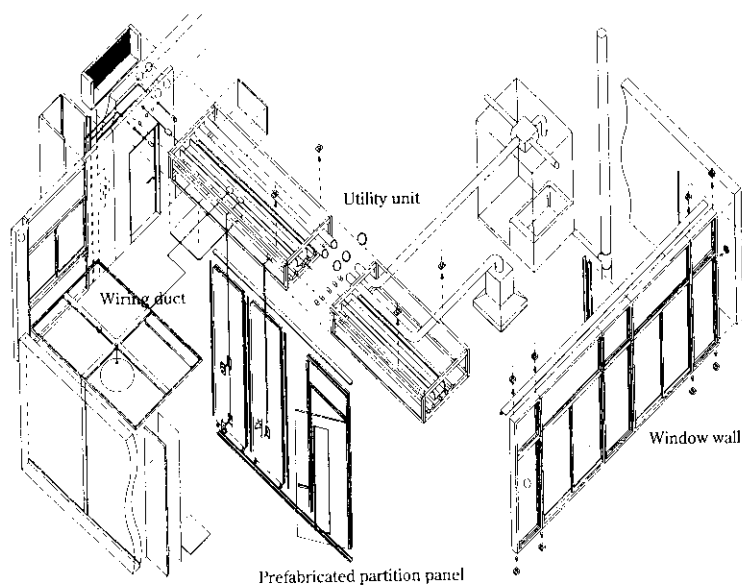 Utility unit
Wiring duct
Window wall
Prefabricated partition panel